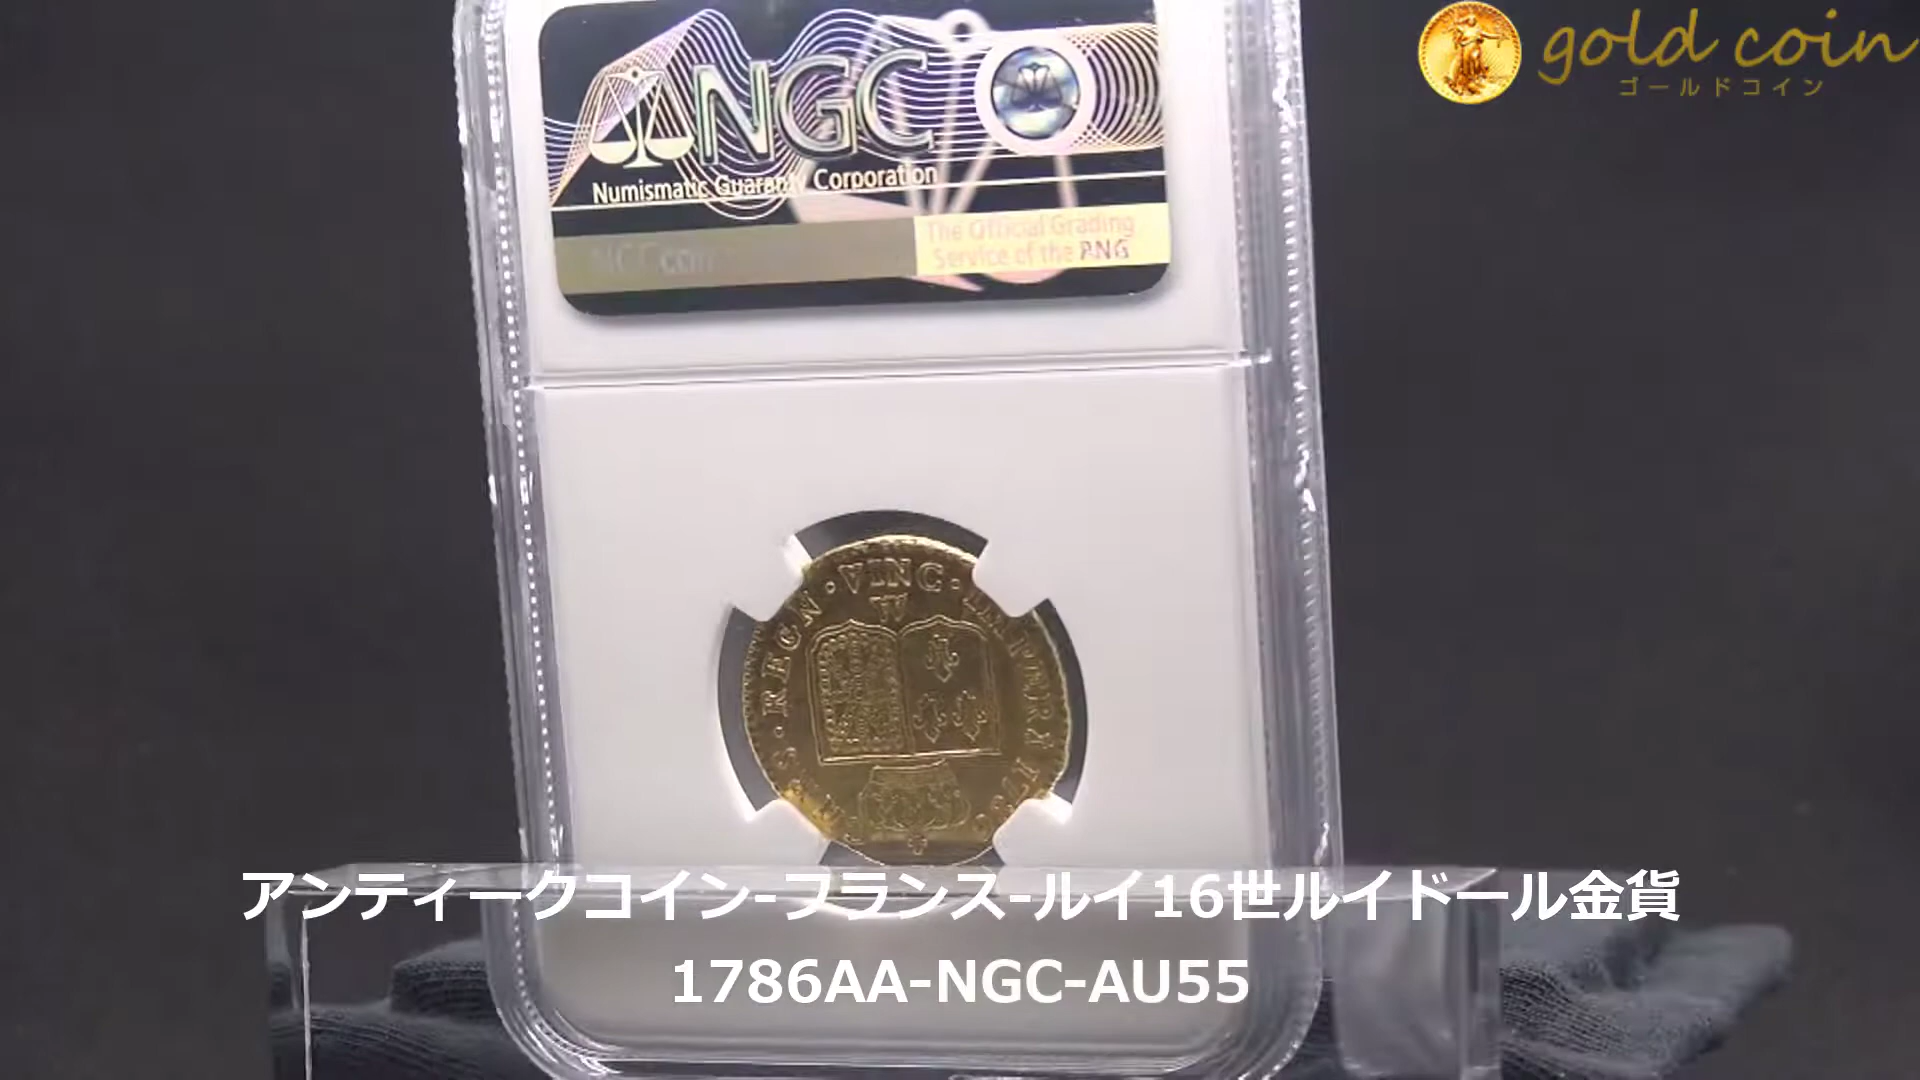 gold coin
ゴールドコイン
NGC
Numismatic Guaranty Corporation
The Official Grading
Service of the PNG
· REGN · VINC ·
アンティークコイン-フランス-ルイ16世ルイドール金貨
1786AA-NGC-AU55